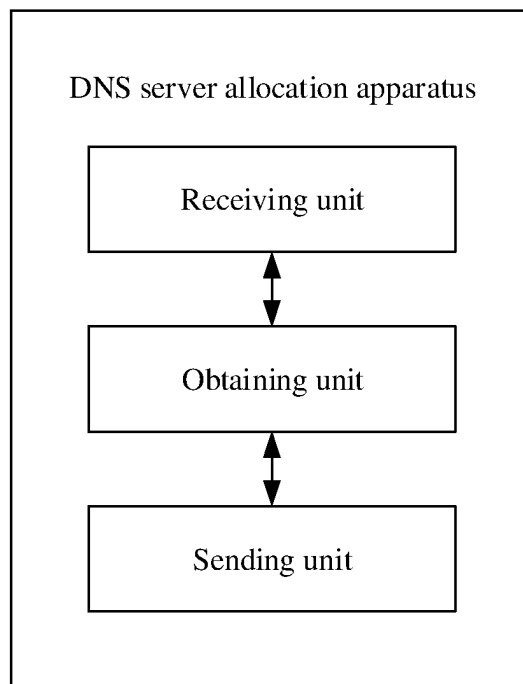 DNS server allocation apparatus
Receiving unit
Obtaining unit
Sending unit